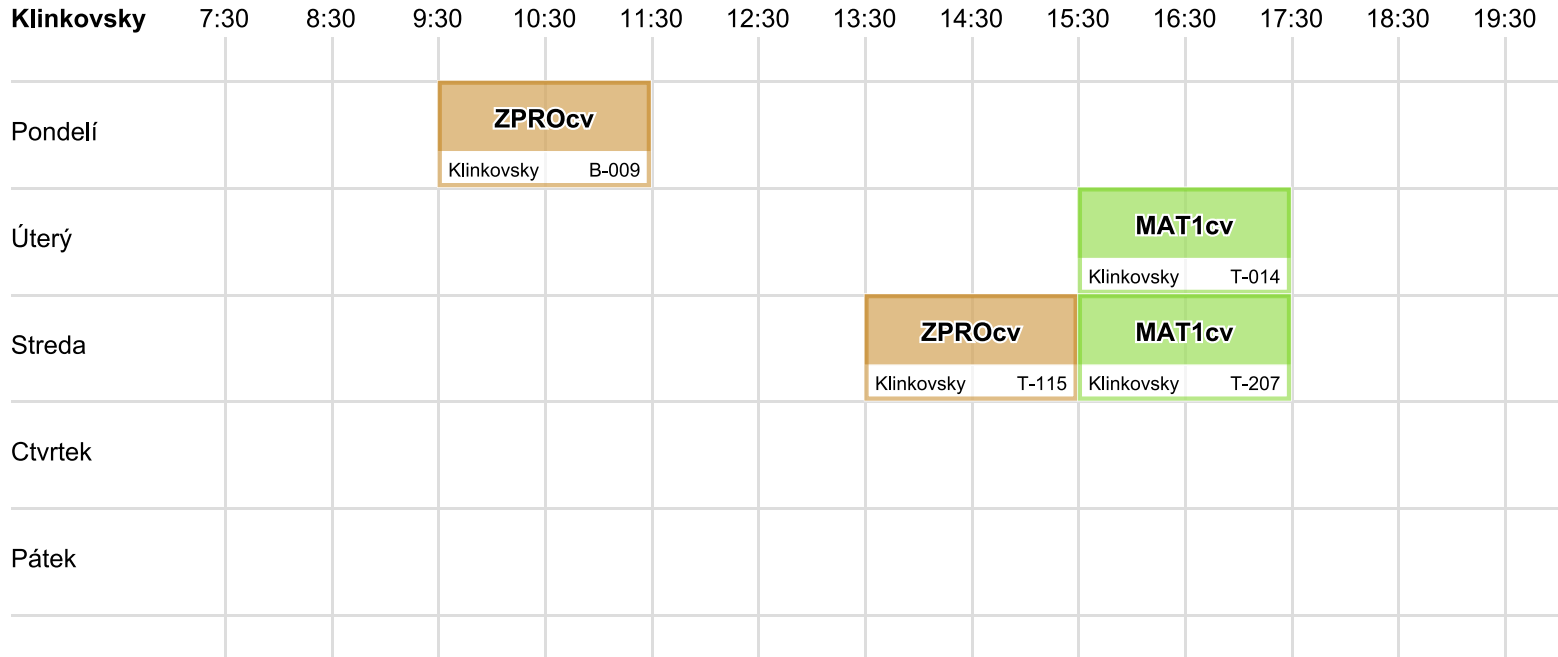 Klinkovsky 7:30 8:30 9:30 10:30 11:30 12:30 13:30 14:30 15:30 16:30 17:30 18:30 19:30
Pondelí
ZPROcv
Klinkovsky B-009
Úterý
MAT1cv
Klinkovsky T-014
Streda
ZPROcv MAT1cv
Klinkovsky T-115 Klinkovsky T-207
Ctvrtek
Pátek